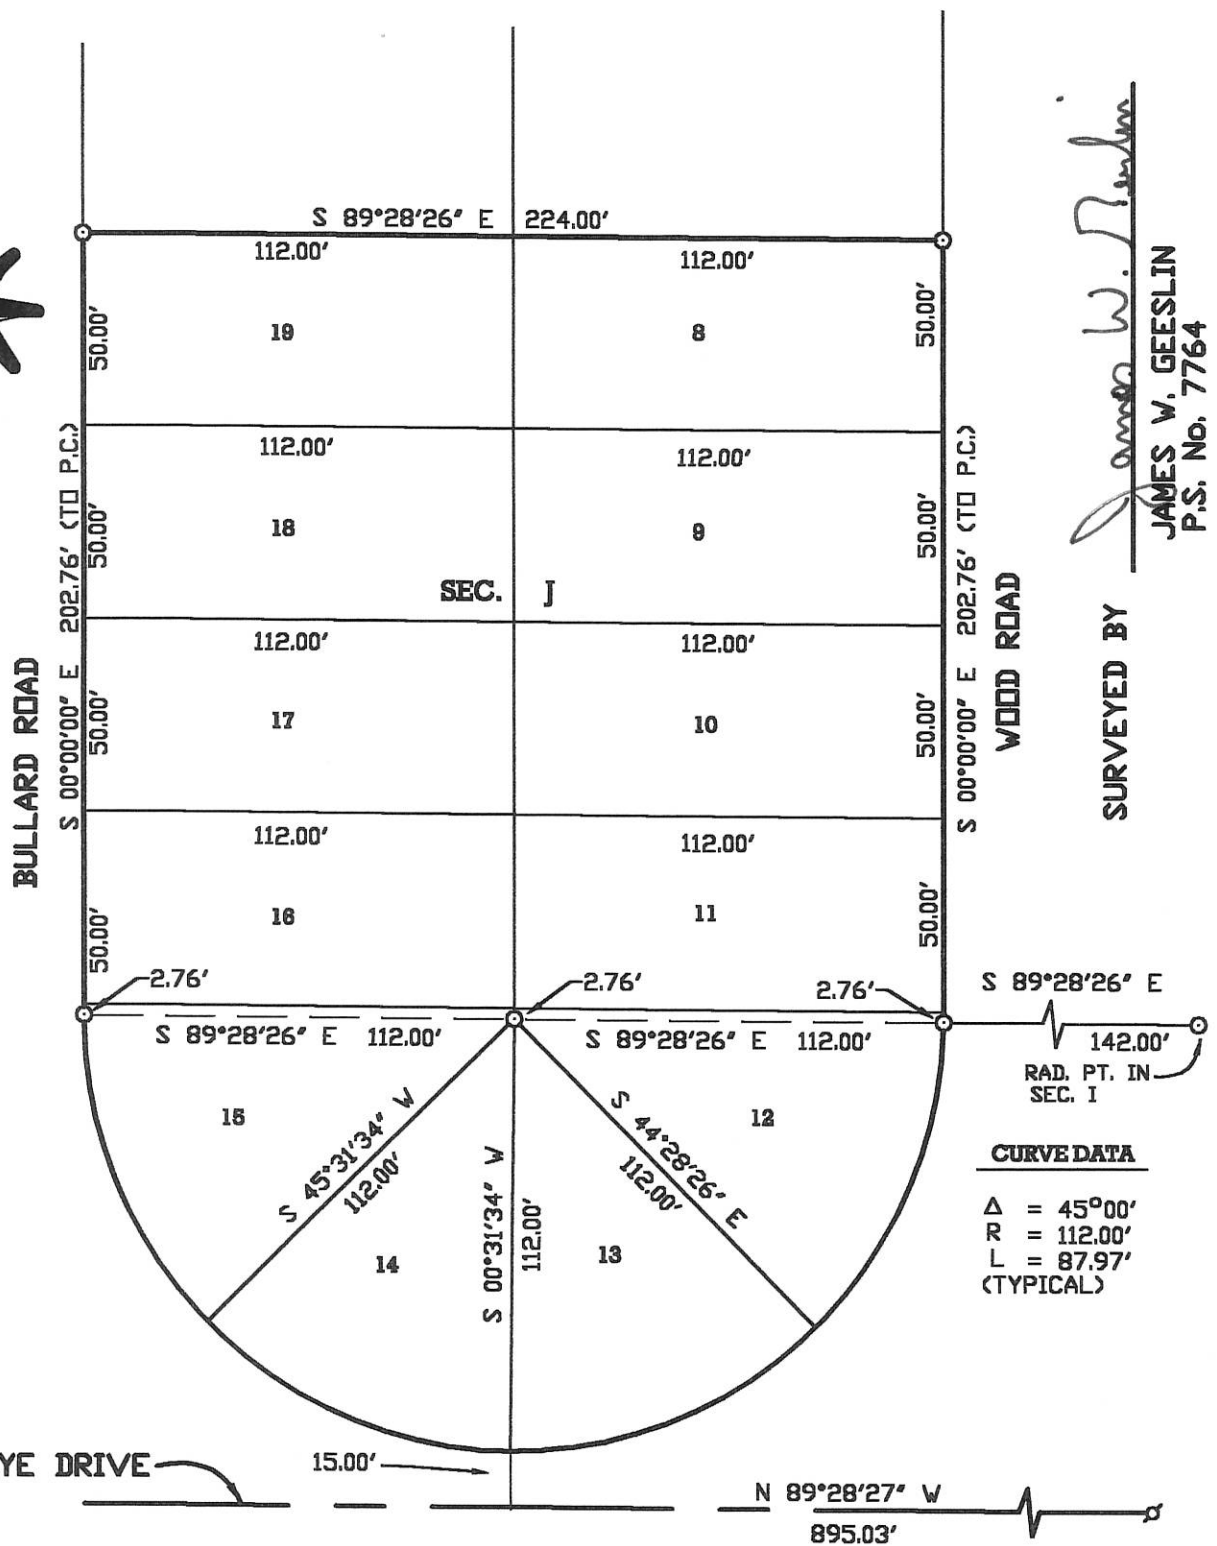 S 89°28'26" E 224.00'
112.00' 112.00'
50.00' 19 8 50.00'
112.00' 112.00'
50.00' 18 9 50.00'
SEC. J
112.00' 112.00'
50.00' 17 10 50.00'
112.00' 112.00'
50.00' 16 11 50.00'
BULLARD ROAD
S 00°00'00" E 202.76' (TO P.C.)
S 00°00'00" E 202.76' (TO P.C.)
WOOD ROAD
SURVEYED BY
James W. Geeslin
JAMES W. GEESLIN
P.S. No. 7764
2.76' 2.76' 2.76'
S 89°28'26" E 112.00'
S 89°28'26" E 112.00'
S 89°28'26" E
142.00'
RAD. PT. IN
SEC. I
15 12
S 45°31'34" W
112.00'
S 00°31'34" W
112.00'
S 44°28'26" E
112.00'
14 13
CURVE DATA
Δ = 45°00'
R = 112.00'
L = 87.97'
(TYPICAL)
YE DRIVE
15.00'
N 89°28'27" W
895.03'